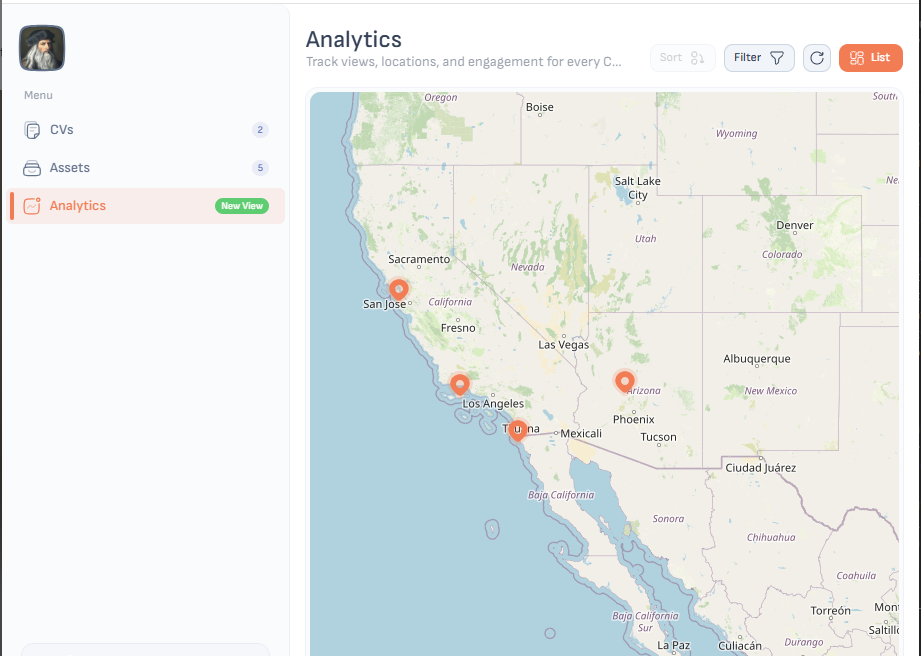 Analytics
Track views, locations, and engagement for every C...
Sort
Filter
List
Menu
CVs
2
Assets
5
Analytics
New View
Oregon
Boise
South
Wyoming
Ne
Salt Lake
City
Denver
Utah
Colorado
Sacramento
Nevada
San Jose
California
Fresno
Las Vegas
Albuquerque
Arizona
New Mexico
Los Angeles
Phoenix
Mexicali
Tucson
Ciudad Juárez
Baja California
Sonora
Chihuahua
Coahuila
Baja California
Sur
Torreón
Mont
Saltillo
La Paz
Culiacán
Durango